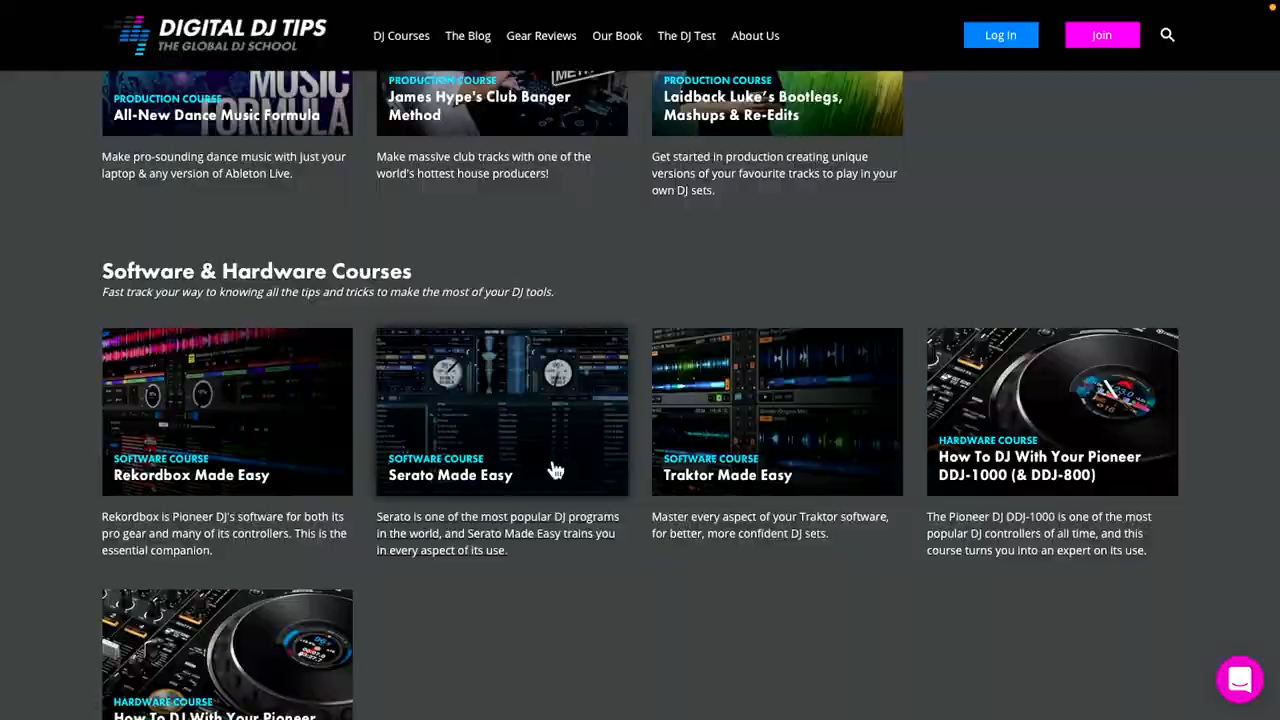 DIGITAL DJ TIPS
THE GLOBAL DJ SCHOOL
DJ Courses
The Blog
Gear Reviews
Our Book
The DJ Test
About Us
Log In
Join
MUSIC
FORMULA
PRODUCTION COURSE
All-New Dance Music Formula
Make pro-sounding dance music with just your
laptop & any version of Ableton Live.
PRODUCTION COURSE
James Hype's Club Banger
Method
Make massive club tracks with one of the
world's hottest house producers!
PRODUCTION COURSE
Laidback Luke's Bootlegs,
Mashups & Re-Edits
Get started in production creating unique
versions of your favourite tracks to play in your
own DJ sets.
Software & Hardware Courses
Fast track your way to knowing all the tips and tricks to make the most of your DJ tools.
SOFTWARE COURSE
Rekordbox Made Easy
Rekordbox is Pioneer DJ's software for both its
pro gear and many of its controllers. This is the
essential companion.
SOFTWARE COURSE
Serato Made Easy
Serato is one of the most popular DJ programs
in the world, and Serato Made Easy trains you
in every aspect of its use.
SOFTWARE COURSE
Traktor Made Easy
Master every aspect of your Traktor software,
for better, more confident DJ sets.
HARDWARE COURSE
How To DJ With Your Pioneer
DDJ-1000 (& DDJ-800)
The Pioneer DJ DDJ-1000 is one of the most
popular DJ controllers of all time, and this
course turns you into an expert on its use.
HARDWARE COURSE
How To DJ With Your Pioneer